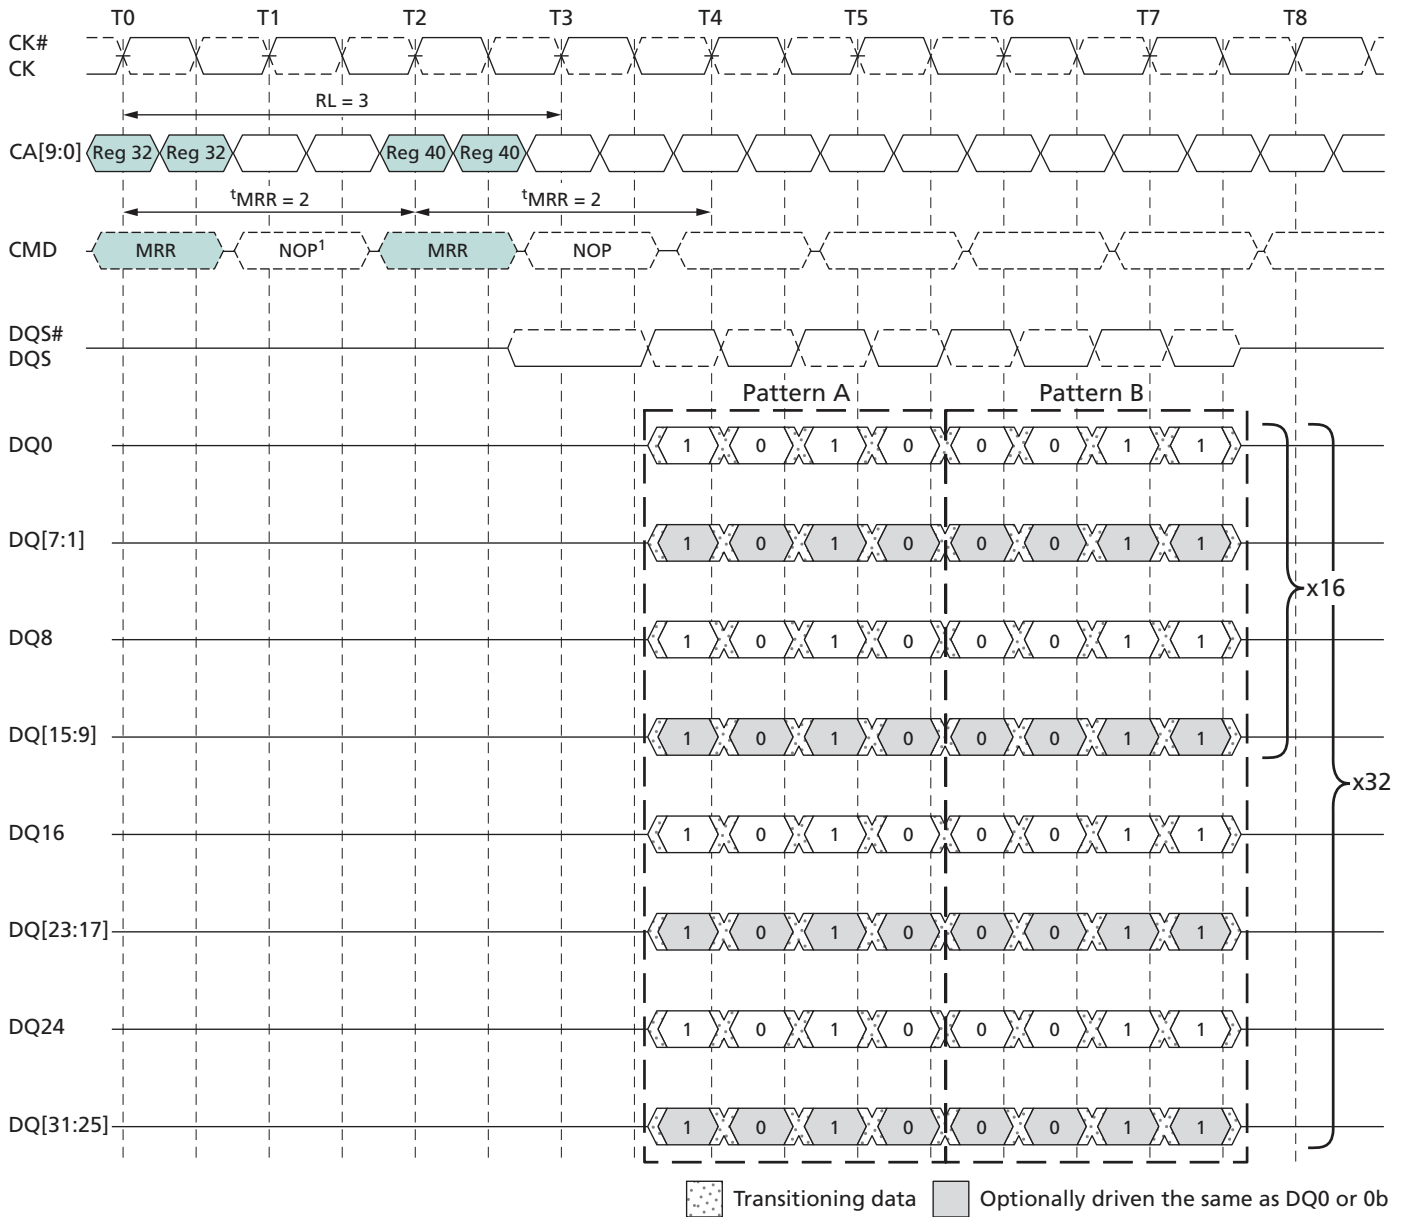 T0 T1 T2 T3 T4 T5 T6 T7 T8
CK#
CK
RL = 3
CA[9:0] Reg 32 Reg 32 Reg 40 Reg 40
tMRR = 2 tMRR = 2
CMD MRR NOP1 MRR NOP
DQS#
DQS
Pattern A Pattern B
DQ0 1 0 1 0 0 0 1 1
DQ[7:1] 1 0 1 0 0 0 1 1
x16
DQ8 1 0 1 0 0 0 1 1
DQ[15:9] 1 0 1 0 0 0 1 1
x32
DQ16 1 0 1 0 0 0 1 1
DQ[23:17] 1 0 1 0 0 0 1 1
DQ24 1 0 1 0 0 0 1 1
DQ[31:25] 1 0 1 0 0 0 1 1
Transitioning data Optionally driven the same as DQ0 or 0b